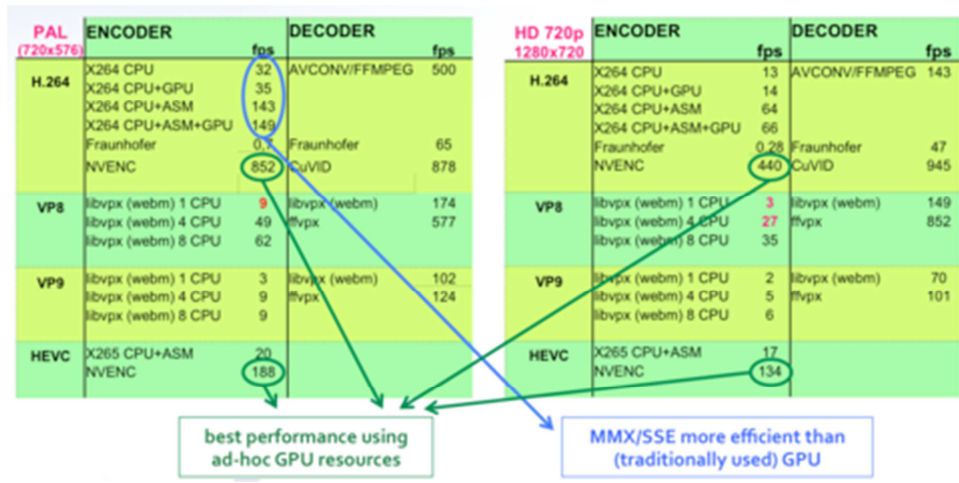 PAL ENCODER DECODER
(720x576) fps fps
H.264 X264 CPU 32 AVCONV/FFMPEG 500
X264 CPU+GPU 35
X264 CPU+ASM 143
X264 CPU+ASM+GPU 149
Fraunhofer 0,7 Fraunhofer 65
NVENC 852 CuVID 878
VP8 libvpx (webm) 1 CPU 9 libvpx (webm) 174
libvpx (webm) 4 CPU 49 ffvpx 577
libvpx (webm) 8 CPU 62
VP9 libvpx (webm) 1 CPU 3 libvpx (webm) 102
libvpx (webm) 4 CPU 9 ffvpx 124
libvpx (webm) 8 CPU 9
HEVC X265 CPU+ASM 20
NVENC 188
HD 720p ENCODER DECODER
1280x720 fps fps
H.264 X264 CPU 13 AVCONV/FFMPEG 143
X264 CPU+GPU 14
X264 CPU+ASM 64
X264 CPU+ASM+GPU 66
Fraunhofer 0,28 Fraunhofer 47
NVENC 440 CuVID 945
VP8 libvpx (webm) 1 CPU 3 libvpx (webm) 149
libvpx (webm) 4 CPU 27 ffvpx 852
libvpx (webm) 8 CPU 35
VP9 libvpx (webm) 1 CPU 2 libvpx (webm) 70
libvpx (webm) 4 CPU 5 ffvpx 101
libvpx (webm) 8 CPU 6
HEVC X265 CPU+ASM 17
NVENC 134
best performance using
ad-hoc GPU resources
MMX/SSE more efficient than
(traditionally used) GPU